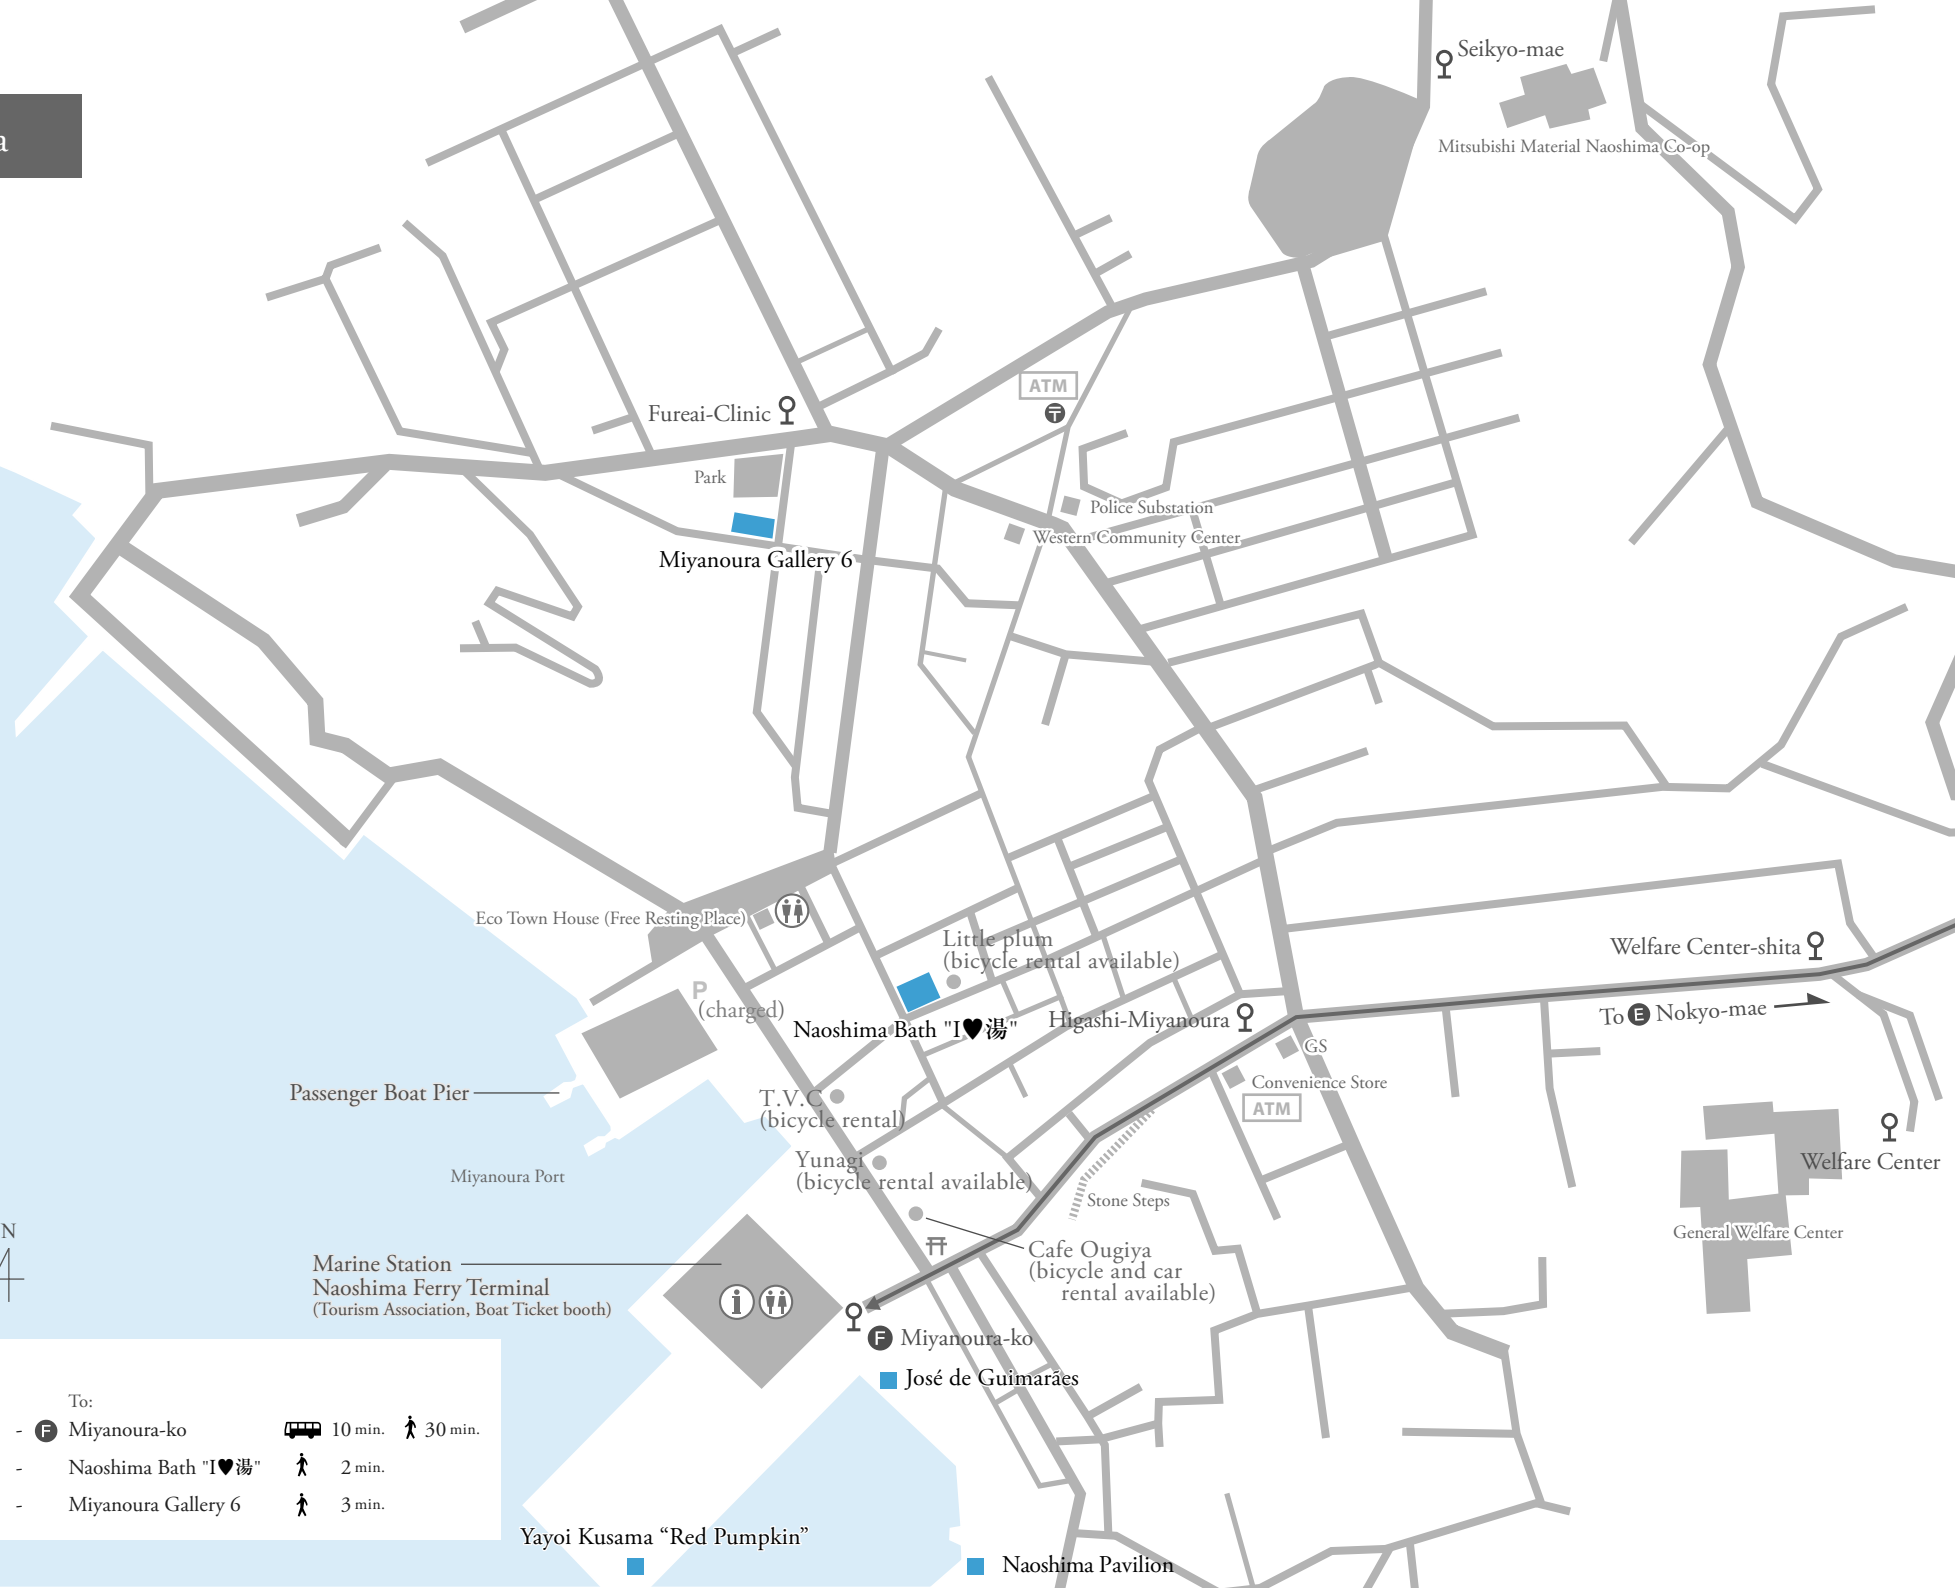 a
Seikyo-mae
Mitsubishi Material Naoshima Co-op
ATM
Fureai-Clinic
Park
Police Substation
Western Community Center
Miyanoura Gallery 6
Eco Town House (Free Resting Place)
Little plum
(bicycle rental available)
Welfare Center-shita
P
(charged)
To E Nokyo-mae
Naoshima Bath "I♥湯"
Higashi-Miyanoura
GS
Convenience Store
ATM
Passenger Boat Pier
T.V.C
(bicycle rental)
Yunagi
(bicycle rental available)
Welfare Center
Miyanoura Port
Stone Steps
General Welfare Center
N
Cafe Ougiya
(bicycle and car
rental available)
Marine Station
Naoshima Ferry Terminal
(Tourism Association, Boat Ticket booth)
i
F Miyanoura-ko
José de Guimarães
To:
- F Miyanoura-ko 10 min. 30 min.
- Naoshima Bath "I♥湯" 2 min.
- Miyanoura Gallery 6 3 min.
Yayoi Kusama “Red Pumpkin”
Naoshima Pavilion